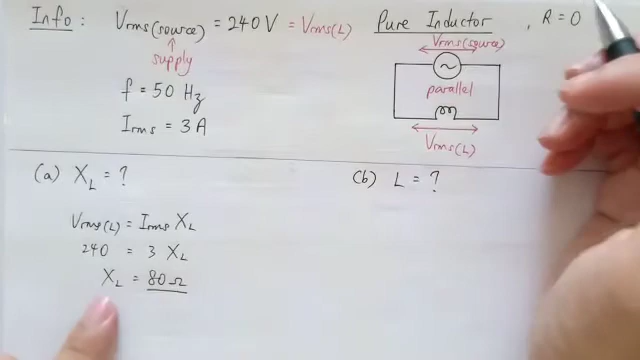 Info : Vrms(source) = 240 V = Vrms(L)
supply
f = 50 Hz
Irms = 3 A
Pure Inductor , R = 0
Vrms(source)
~
parallel
Vrms(L)
(a) XL = ?
Vrms(L) = Irms XL
240 = 3 XL
XL = 80 Ω
(b) L = ?